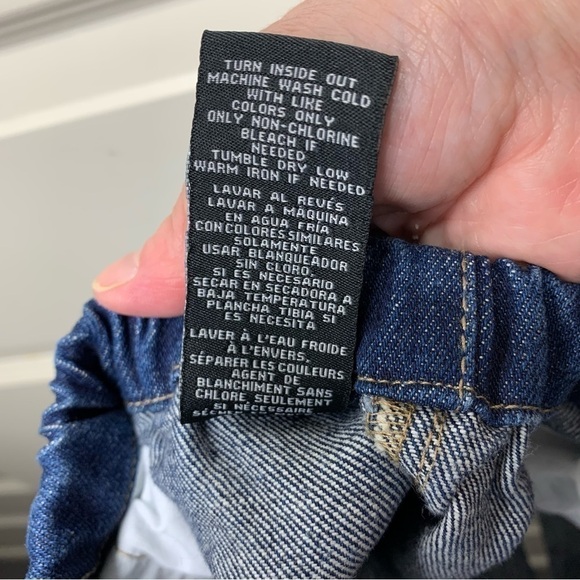 TURN INSIDE OUT
MACHINE WASH COLD
WITH LIKE
COLORS ONLY
ONLY NON-CHLORINE
BLEACH IF
NEEDED
TUMBLE DRY LOW
WARM IRON IF NEEDED
LAVAR AL REVÉS
LAVAR A MÁQUINA
EN AGUA FRÍA
CON COLORES SIMILARES
SOLAMENTE
USAR BLANQUEADOR
SIN CLORO.
SI ES NECESARIO
SECAR EN SECADORA A
BAJA TEMPERATURA
PLANCHA TIBIA SI
ES NECESITA
LAVER À L'EAU FROIDE
À L'ENVERS.
SÉPARER LES COULEURS
AGENT DE
BLANCHIMENT SANS
CHLORE, SEULEMENT
SI NÉCESSAIRE